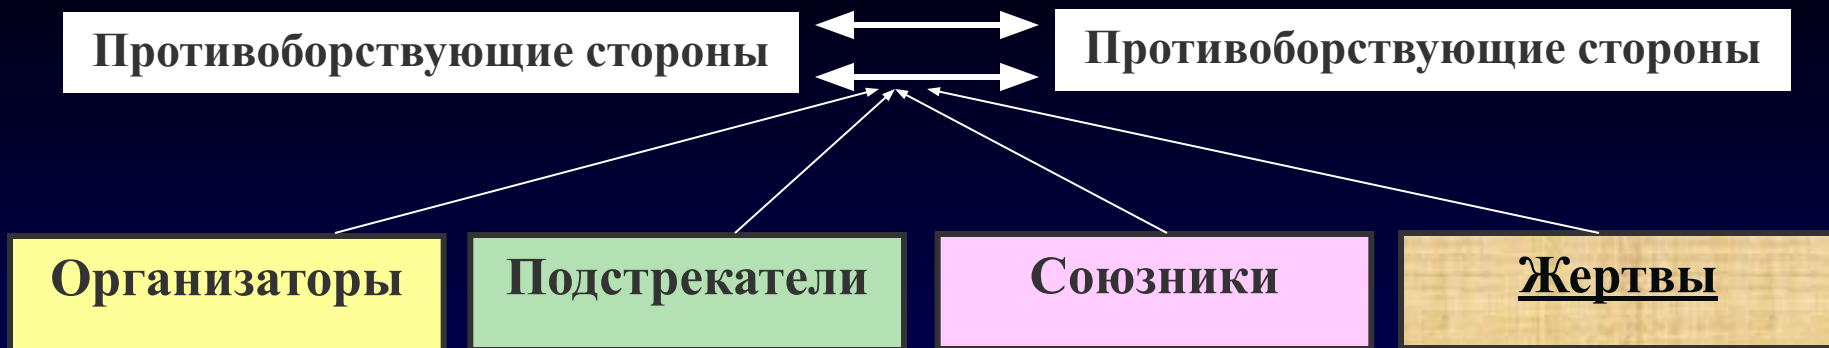 Противоборствующие стороны
Противоборствующие стороны
Организаторы
Подстрекатели
Союзники
Жертвы